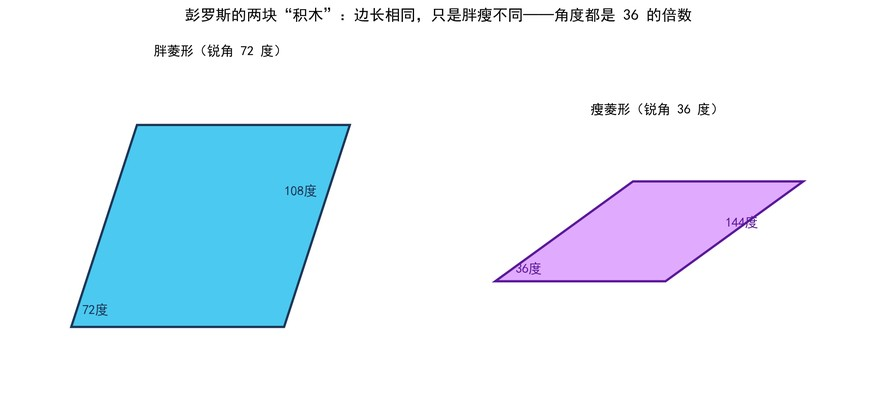 彭罗斯的两块“积木”：边长相同，只是胖瘦不同——角度都是 36 的倍数
胖菱形（锐角 72 度）
瘦菱形（锐角 36 度）
108度
144度
36度
72度